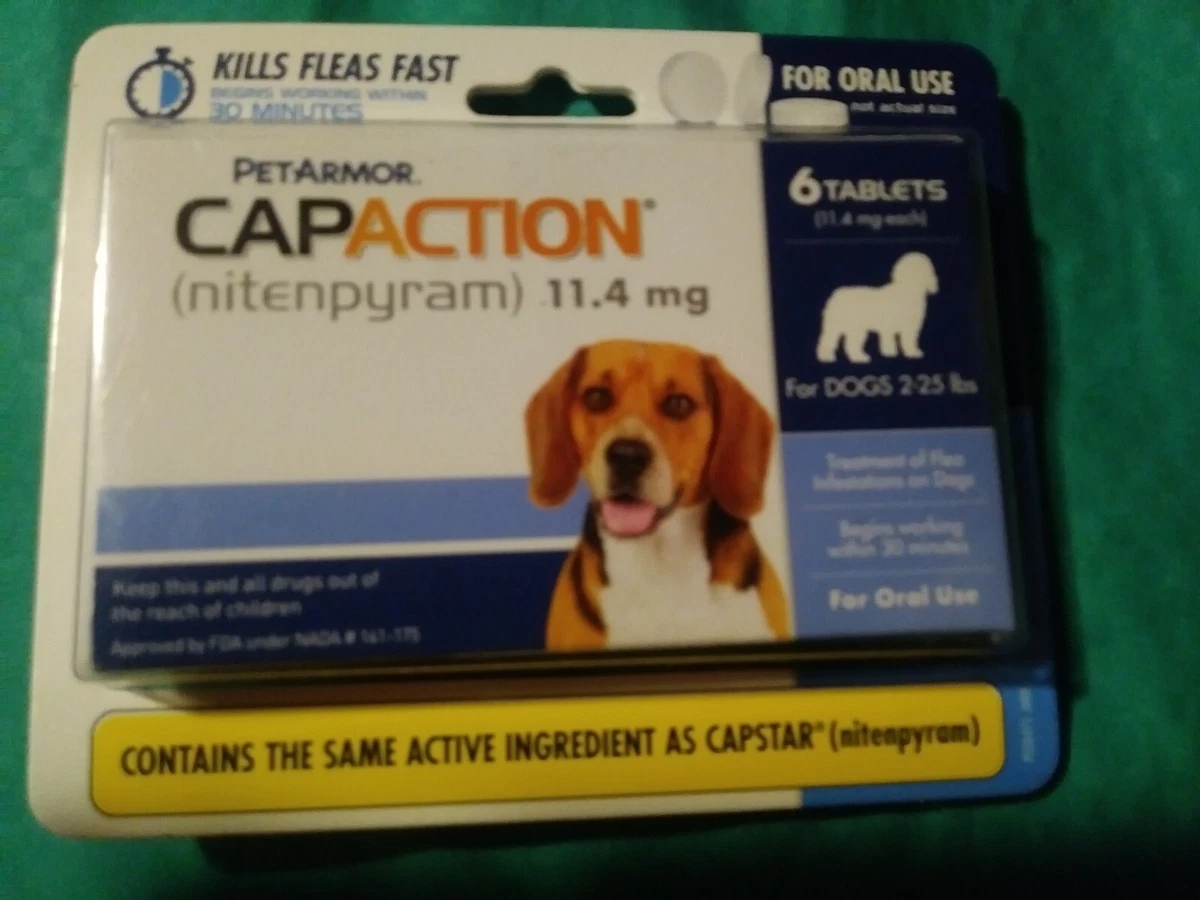 KILLS FLEAS FAST
BEGINS WORKING WITHIN
30 MINUTES
FOR ORAL USE
not actual size
PETARMOR.
CAPACTION®
(nitenpyram) 11.4 mg
6 TABLETS
(11.4 mg each)
For DOGS 2-25 lbs
Treatment of Flea
Infestations on Dogs
Begins working
within 30 minutes
For Oral Use
Keep this and all drugs out of
the reach of children
Approved by FDA under NADA # 141-175
CONTAINS THE SAME ACTIVE INGREDIENT AS CAPSTAR® (nitenpyram)